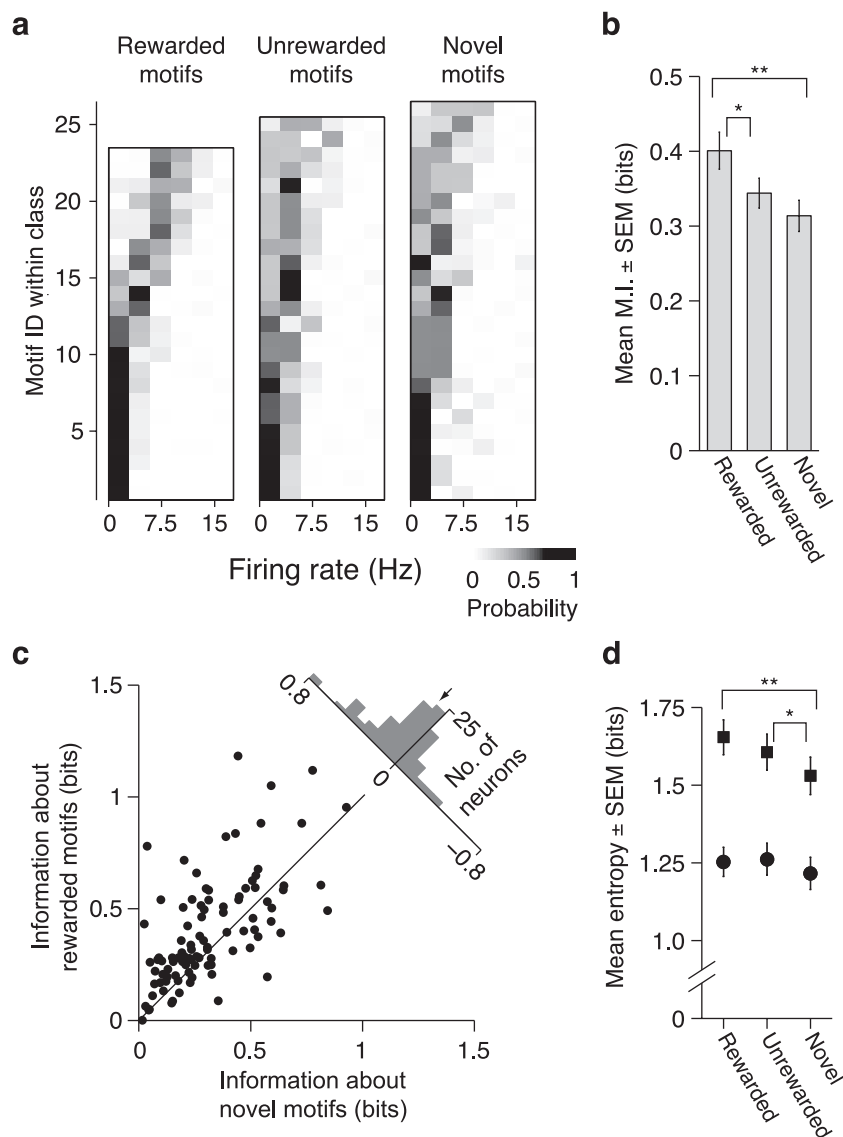 a
Rewarded motifs
Unrewarded motifs
Novel motifs
Motif ID within class
25
20
15
10
5
0 7.5 15
0 7.5 15
0 7.5 15
Firing rate (Hz)
0 0.5 1
Probability
b
Mean M.I. ± SEM (bits)
0.5
0.4
0.3
0.2
0.1
0
**
*
Rewarded
Unrewarded
Novel
c
Information about
rewarded motifs (bits)
1.5
1
0.5
0
0 0.5 1 1.5
Information about
novel motifs (bits)
0.8
0
–0.8
25
No. of
neurons
d
Mean entropy ± SEM (bits)
1.75
1.5
1.25
1.0
0
**
*
Rewarded
Unrewarded
Novel